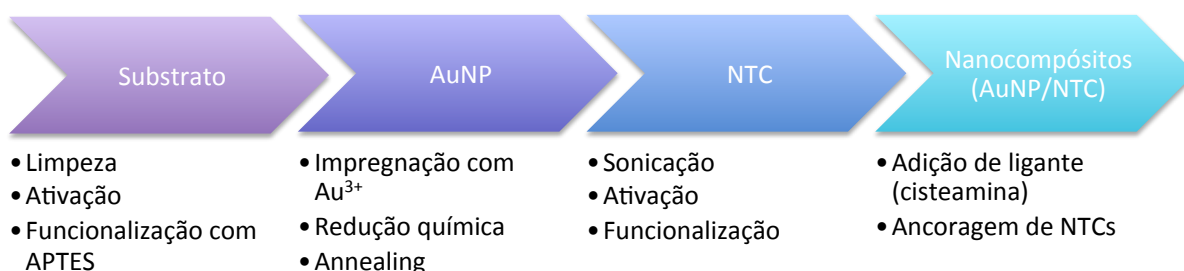 Substrato
• Limpeza
• Ativação
• Funcionalização com
APTES
AuNP
• Impregnação com
Au³⁺
• Redução química
• Annealing
NTC
• Sonicação
• Ativação
• Funcionalização
Nanocompósitos
(AuNP/NTC)
• Adição de ligante
(cisteamina)
• Ancoragem de NTCs